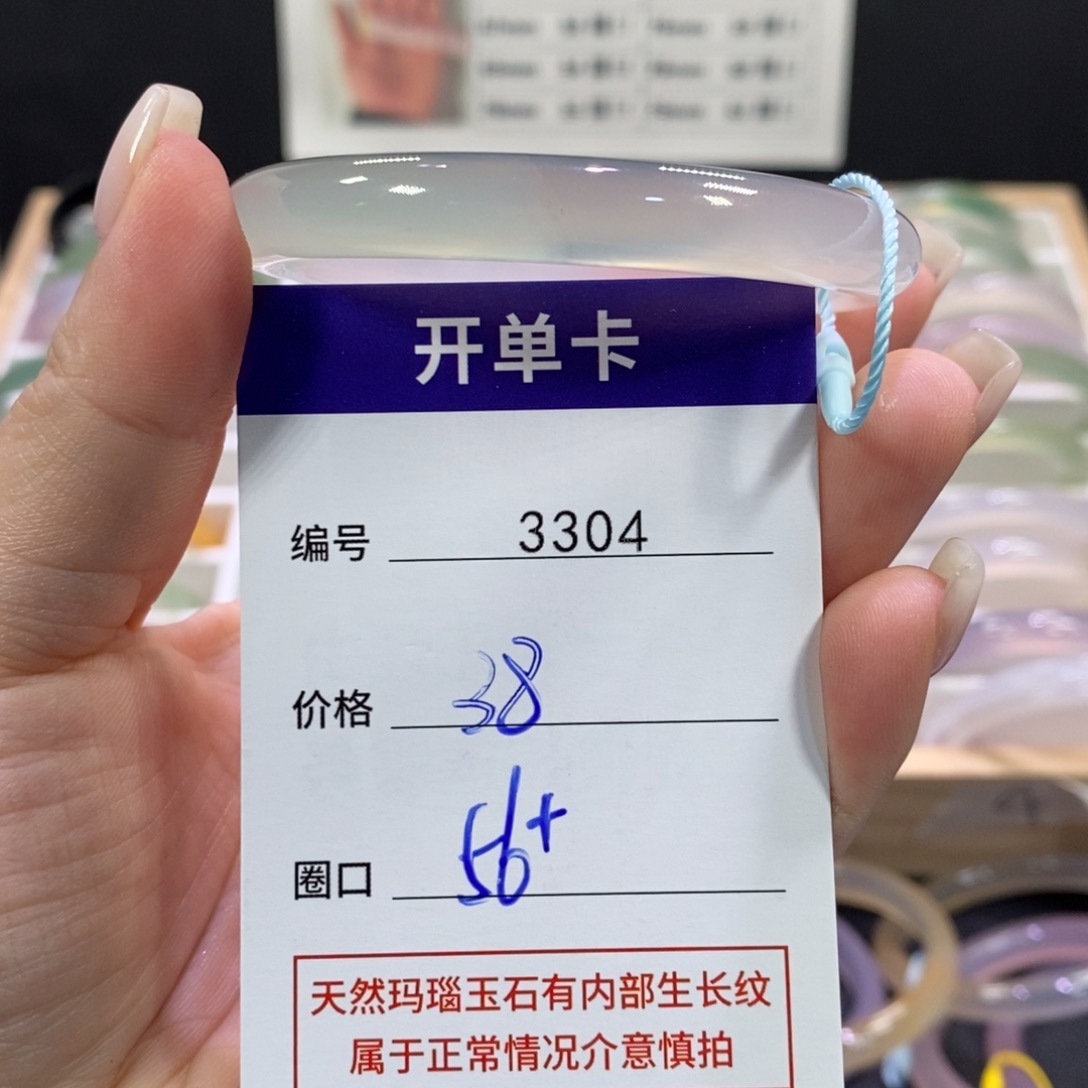 开单卡
编号 3304
价格 38
圈口 56+
天然玛瑙玉石有内部生长纹
属于正常情况介意慎拍